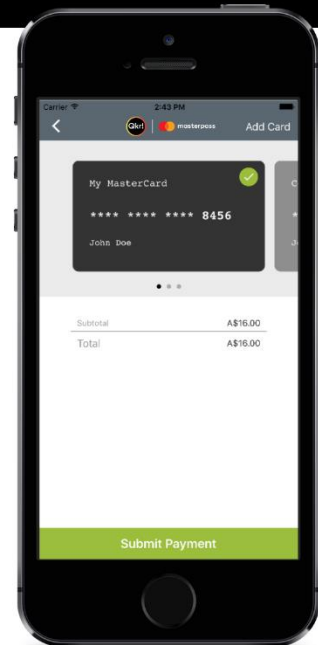 Carrier 2:43 PM
Qkr! masterpass Add Card
My MasterCard
**** **** **** 8456
John Doe
Subtotal A$16.00
Total A$16.00
Submit Payment